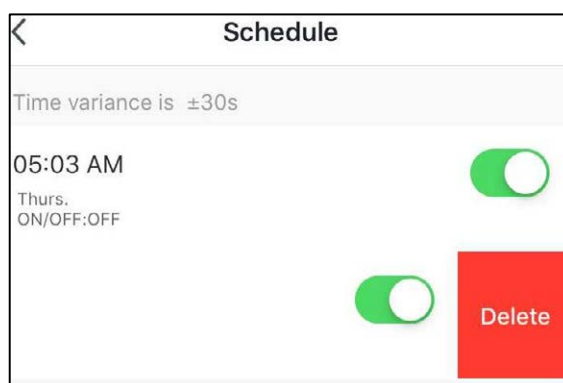 Schedule
Time variance is ±30s
05:03 AM
Thurs.
ON/OFF:OFF
Delete